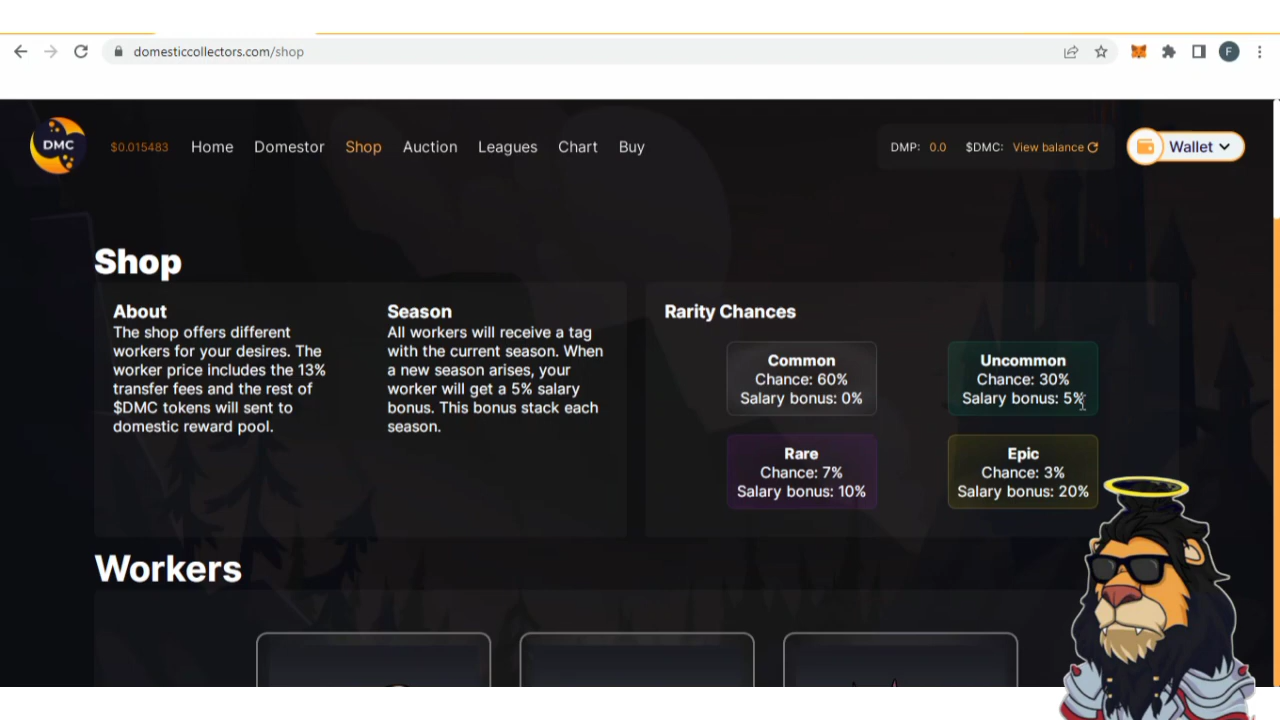 domesticcollectors.com/shop
F
DMC
$0.015483
Home
Domestor
Shop
Auction
Leagues
Chart
Buy
DMP: 0.0
$DMC: View balance
Wallet
Shop
About
The shop offers different
workers for your desires. The
worker price includes the 13%
transfer fees and the rest of
$DMC tokens will sent to
domestic reward pool.
Season
All workers will receive a tag
with the current season. When
a new season arises, your
worker will get a 5% salary
bonus. This bonus stack each
season.
Rarity Chances
Common
Chance: 60%
Salary bonus: 0%
Uncommon
Chance: 30%
Salary bonus: 5%
Rare
Chance: 7%
Salary bonus: 10%
Epic
Chance: 3%
Salary bonus: 20%
Workers